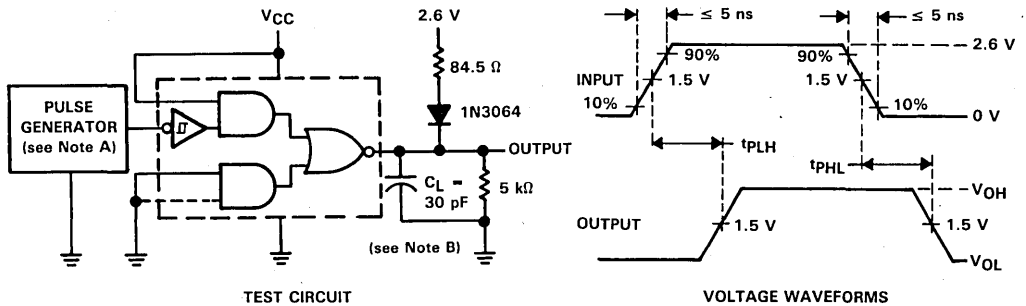 VCC
2.6 V
84.5 Ω
1N3064
PULSE
GENERATOR
(see Note A)
OUTPUT
CL =
30 pF
5 kΩ
(see Note B)
TEST CIRCUIT
≤ 5 ns
≤ 5 ns
2.6 V
90%
90%
INPUT
1.5 V
1.5 V
10%
10%
0 V
tPLH
tPHL
VOH
OUTPUT
1.5 V
1.5 V
VOL
VOLTAGE WAVEFORMS